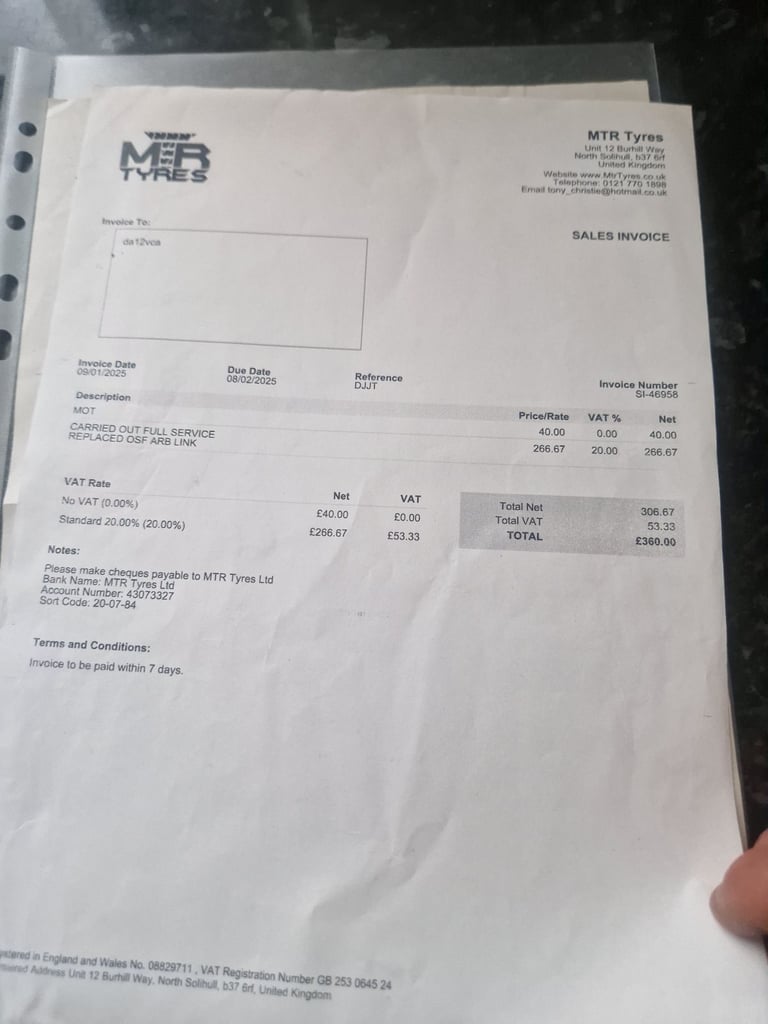 MTR
TYRES
MTR Tyres
Unit 12 Burhill Way
North Solihull, b37 6rf
United Kingdom
Website www.MtrTyres.co.uk
Telephone: 0121 770 1898
Email tony_christie@hotmail.co.uk
Invoice To:
SALES INVOICE
da12vca
Invoice Date
09/01/2025
Due Date
08/02/2025
Reference
DJJT
Invoice Number
SI-46958
Description Price/Rate VAT % Net
MOT 40.00 0.00 40.00
CARRIED OUT FULL SERVICE 266.67 20.00 266.67
REPLACED OSF ARB LINK
VAT Rate Net VAT
No VAT (0.00%) £40.00 £0.00
Standard 20.00% (20.00%) £266.67 £53.33
Total Net 306.67
Total VAT 53.33
TOTAL £360.00
Notes:
Please make cheques payable to MTR Tyres Ltd
Bank Name: MTR Tyres Ltd
Account Number: 43073327
Sort Code: 20-07-84
Terms and Conditions:
Invoice to be paid within 7 days.
in England and Wales No. 08829711 , VAT Registration Number GB 253 0645 24
Address Unit 12 Burhill Way, North Solihull, b37 6rf, United Kingdom